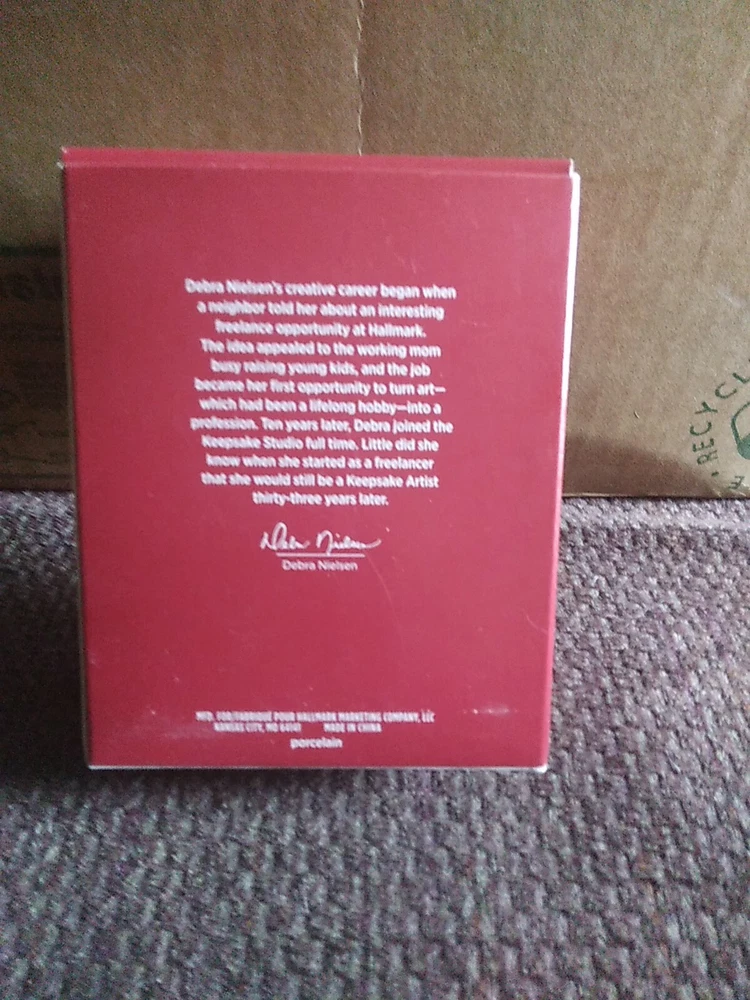 Debra Nielsen's creative career began when
a neighbor told her about an interesting
freelance opportunity at Hallmark.
The idea appealed to the working mom
busy raising young kids, and the job
became her first opportunity to turn art—
which had been a lifelong hobby—into a
profession. Ten years later, Debra joined the
Keepsake Studio full time. Little did she
know when she started as a freelancer
that she would still be a Keepsake Artist
thirty-three years later.
Debra Nielsen
Debra Nielsen
MFD. FOR/FABRIQUÉ POUR HALLMARK MARKETING COMPANY, LLC
KANSAS CITY, MO 64141 MADE IN CHINA
porcelain
RECYCL